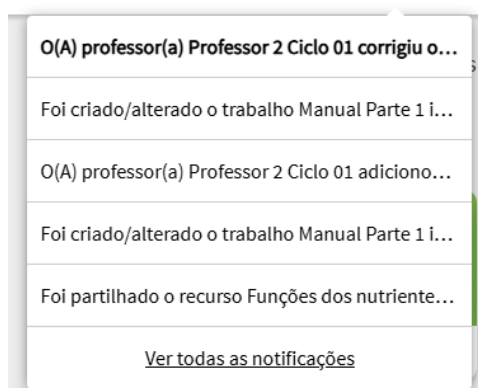 O(A) professor(a) Professor 2 Ciclo 01 corrigiu o...
Foi criado/alterado o trabalho Manual Parte 1 i...
O(A) professor(a) Professor 2 Ciclo 01 adiciono...
Foi criado/alterado o trabalho Manual Parte 1 i...
Foi partilhado o recurso Funções dos nutriente...
Ver todas as notificações